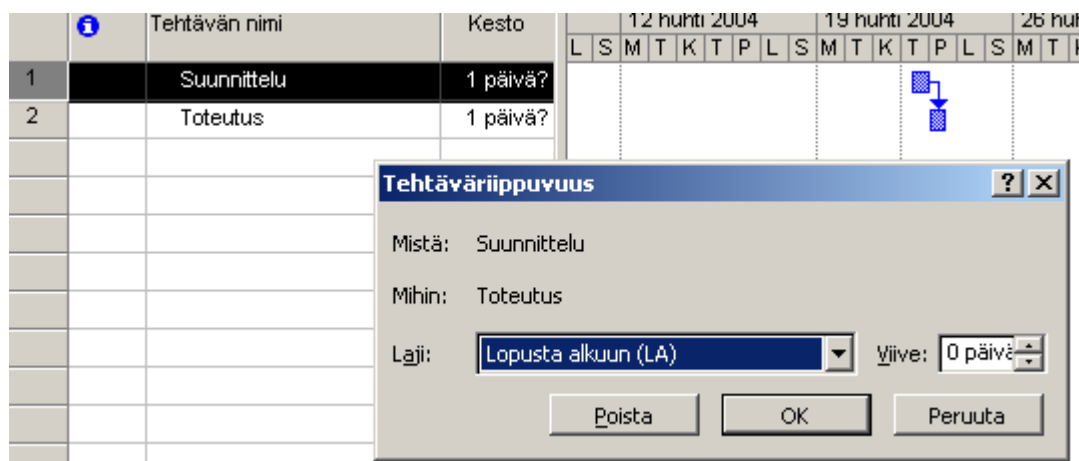 Tehtävän nimi Kesto 12 huhti 2004 19 huhti 2004 26 huh
L S M T K T P L S M T K T P L S M T
1 Suunnittelu 1 päivä?
2 Toteutus 1 päivä?
Tehtäväriippuvuus
Mistä: Suunnittelu
Mihin: Toteutus
Laji: Lopusta alkuun (LA) Viive: 0 päivä
Poista OK Peruuta